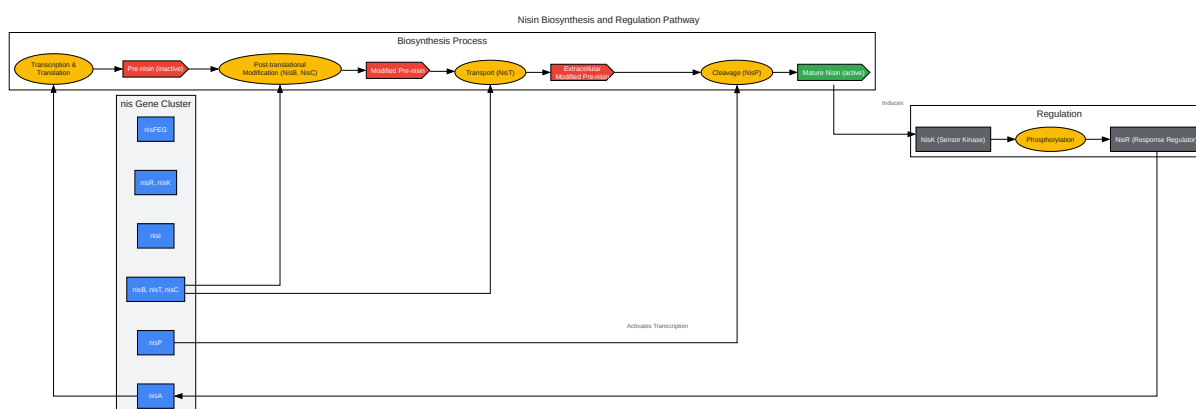 Nisin Biosynthesis and Regulation Pathway
Biosynthesis Process
Transcription &
Translation
Pre-nisin (inactive)
Post-translational
Modification (NisB, NisC)
Modified Pre-nisin
Transport (NisT)
Extracellular
Modified Pre-nisin
Cleavage (NisP)
Mature Nisin (active)
nis Gene Cluster
nisFEG
nisR, nisK
nisI
nisB, nisT, nisC
nisP
nisA
Induces
Regulation
NisK (Sensor Kinase)
Phosphorylation
NisR (Response Regulator)
Activates Transcription